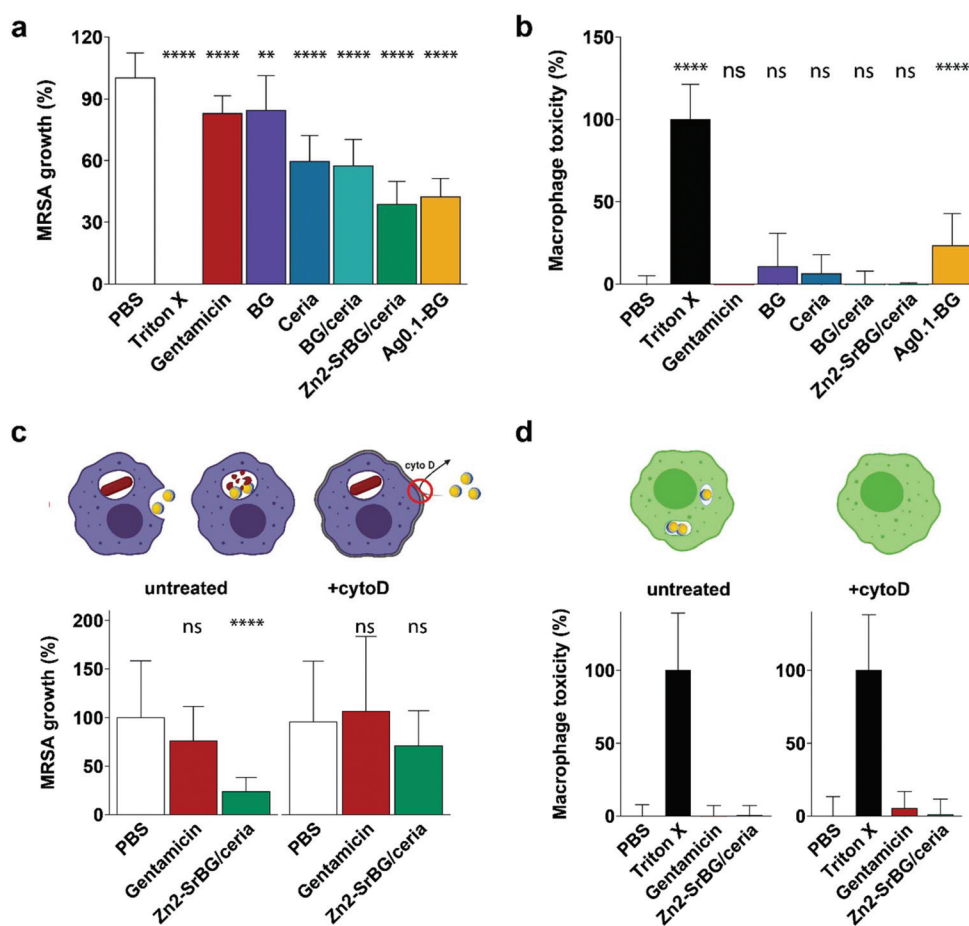 a
MRSA growth (%)
120
90
60
30
0
**** **** ** **** **** **** ****
PBS
Triton X
Gentamicin
BG
Ceria
BG/ceria
Zn2-SrBG/ceria
Ag0.1-BG
b
Macrophage toxicity (%)
150
100
50
0
**** ns ns ns ns ns ****
PBS
Triton X
Gentamicin
BG
Ceria
BG/ceria
Zn2-SrBG/ceria
Ag0.1-BG
c
cyto D
untreated +cytoD
MRSA growth (%)
200
150
100
50
0
ns **** ns ns
PBS
Gentamicin
Zn2-SrBG/ceria
PBS
Gentamicin
Zn2-SrBG/ceria
d
untreated +cytoD
Macrophage toxicity (%)
100
50
0
PBS
Triton X
Gentamicin
Zn2-SrBG/ceria
100
50
0
PBS
Triton X
Gentamicin
Zn2-SrBG/ceria